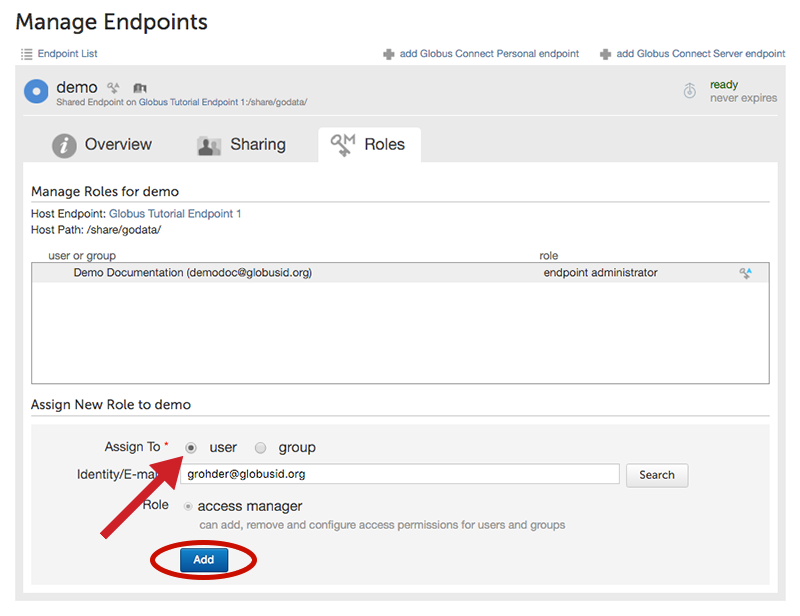 Manage Endpoints
Endpoint List
add Globus Connect Personal endpoint
add Globus Connect Server endpoint
demo
Shared Endpoint on Globus Tutorial Endpoint 1:/share/godata/
ready
never expires
Overview
Sharing
Roles
Manage Roles for demo
Host Endpoint: Globus Tutorial Endpoint 1
Host Path: /share/godata/
user or group role
Demo Documentation (demodoc@globusid.org) endpoint administrator
Assign New Role to demo
Assign To * user group
Identity/E-ma grohder@globusid.org Search
Role access manager
can add, remove and configure access permissions for users and groups
Add